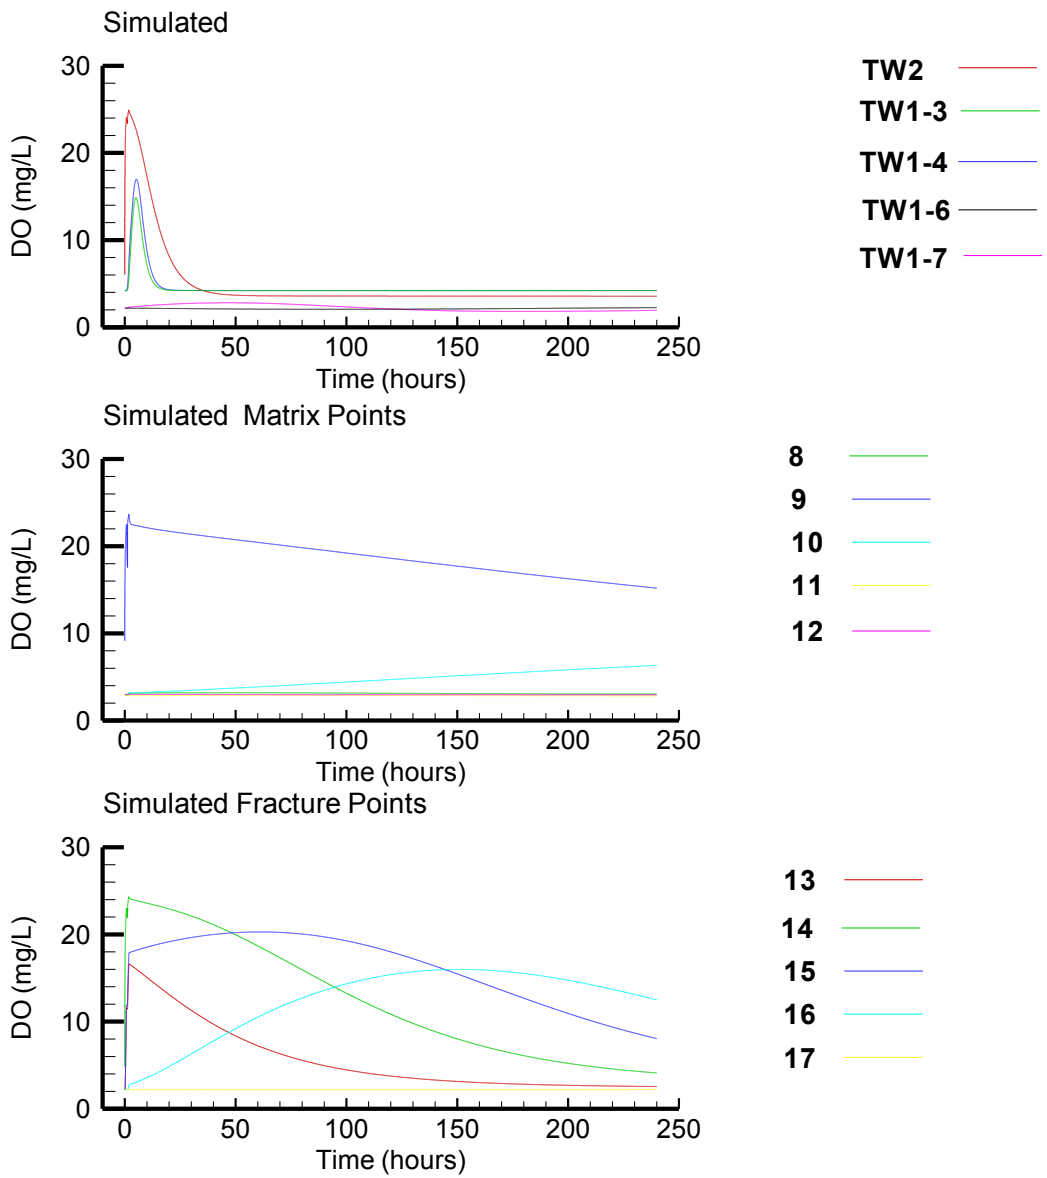 Simulated
30
20
10
0
DO (mg/L)
0 50 100 150 200 250
Time (hours)
TW2
TW1-3
TW1-4
TW1-6
TW1-7
Simulated Matrix Points
30
20
10
0
DO (mg/L)
0 50 100 150 200 250
Time (hours)
8
9
10
11
12
Simulated Fracture Points
30
20
10
0
DO (mg/L)
0 50 100 150 200 250
Time (hours)
13
14
15
16
17